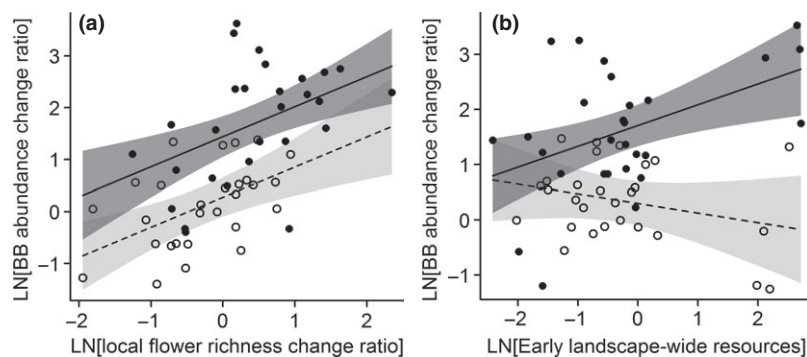 (a)
LN[BB abundance change ratio]
3
2
1
0
−1
−2 −1 0 1 2
LN[local flower richness change ratio]
(b)
LN[BB abundance change ratio]
3
2
1
0
−1
−2 −1 0 1 2
LN[Early landscape-wide resources]